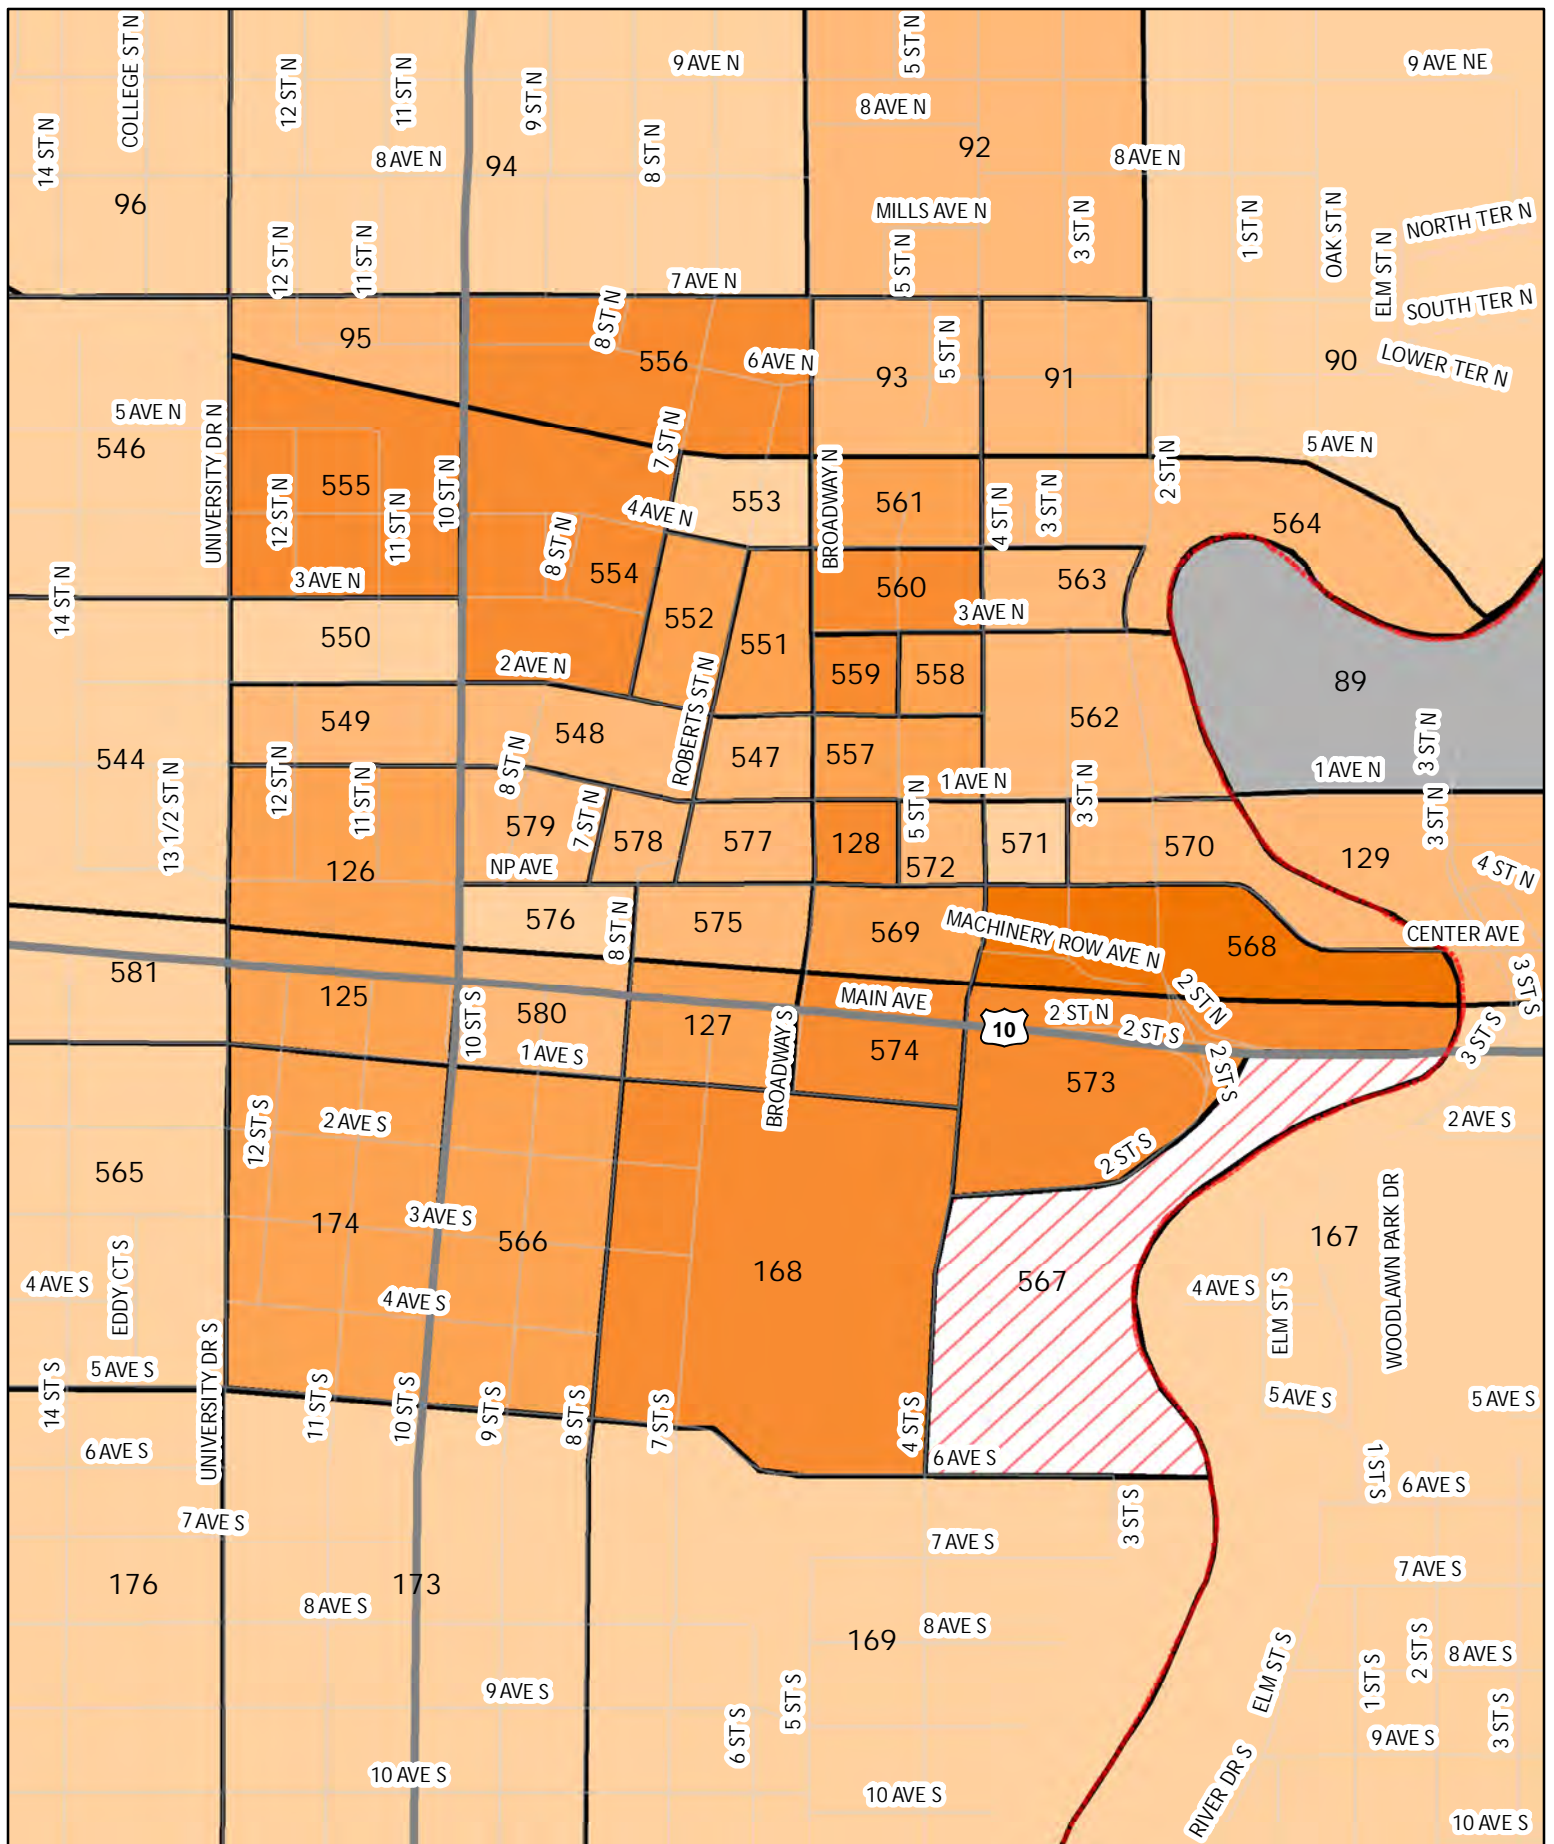 COLLEGE ST N
5 ST N
9 AVE N
9 AVE NE
12 ST N
11 ST N
9 ST N
8 AVE N
14 ST N
8 ST N
92
8 AVE N
8 AVE N
94
96
MILLS AVE N
NORTH TER N
3 ST N
1 ST N
OAK ST N
12 ST N
11 ST N
5 ST N
ELM ST N
7 AVE N
SOUTH TER N
8 ST N
95
556
6 AVE N
93
5 ST N
91
90
LOWER TER N
5 AVE N
UNIVERSITY DR N
546
7 ST N
BROADWAY N
2 ST N
5 AVE N
555
12 ST N
11 ST N
10 ST N
4 AVE N
553
561
4 ST N
3 ST N
564
8 ST N
554
14 ST N
3 AVE N
560
563
3 AVE N
552
550
551
2 AVE N
559
558
89
ROBERTS ST N
549
548
562
544
8 ST N
547
557
3 ST N
12 ST N
11 ST N
13 1/2 ST N
1 AVE N
1 AVE N
7 ST N
5 ST N
3 ST N
3 ST N
579
578
577
128
571
570
129
NP AVE
572
126
4 ST N
576
8 ST N
575
569
MACHINERY ROW AVE N
568
CENTER AVE
581
125
MAIN AVE
2 ST N
3 ST S
10 ST S
580
127
BROADWAY S
10
2 ST N
2 ST S
3 ST S
1 AVE S
574
573
2 ST S
12 ST S
2 AVE S
2 AVE S
2 ST S
565
174
3 AVE S
566
167
WOODLAWN PARK DR
168
567
4 AVE S
EDDY CT S
4 AVE S
4 AVE S
ELM ST S
UNIVERSITY DR S
5 AVE S
14 ST S
11 ST S
10 ST S
9 ST S
8 ST S
7 ST S
4 ST S
5 AVE S
5 AVE S
6 AVE S
6 AVE S
1 ST S
6 AVE S
7 AVE S
3 ST S
7 AVE S
176
173
7 AVE S
8 AVE S
169
8 AVE S
ELM ST S
2 ST S
8 AVE S
1 ST S
9 AVE S
5 ST S
6 ST S
3 ST S
9 AVE S
10 AVE S
RIVER DR S
10 AVE S
10 AVE S